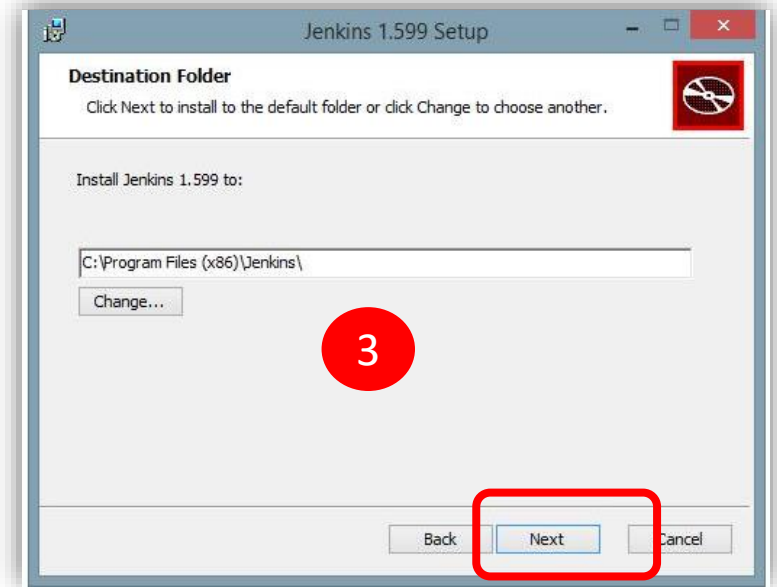 Jenkins 1.599 Setup
Destination Folder
Click Next to install to the default folder or click Change to choose another.
Install Jenkins 1.599 to:
C:\Program Files (x86)\Jenkins\
Change...
3
Back Next Cancel